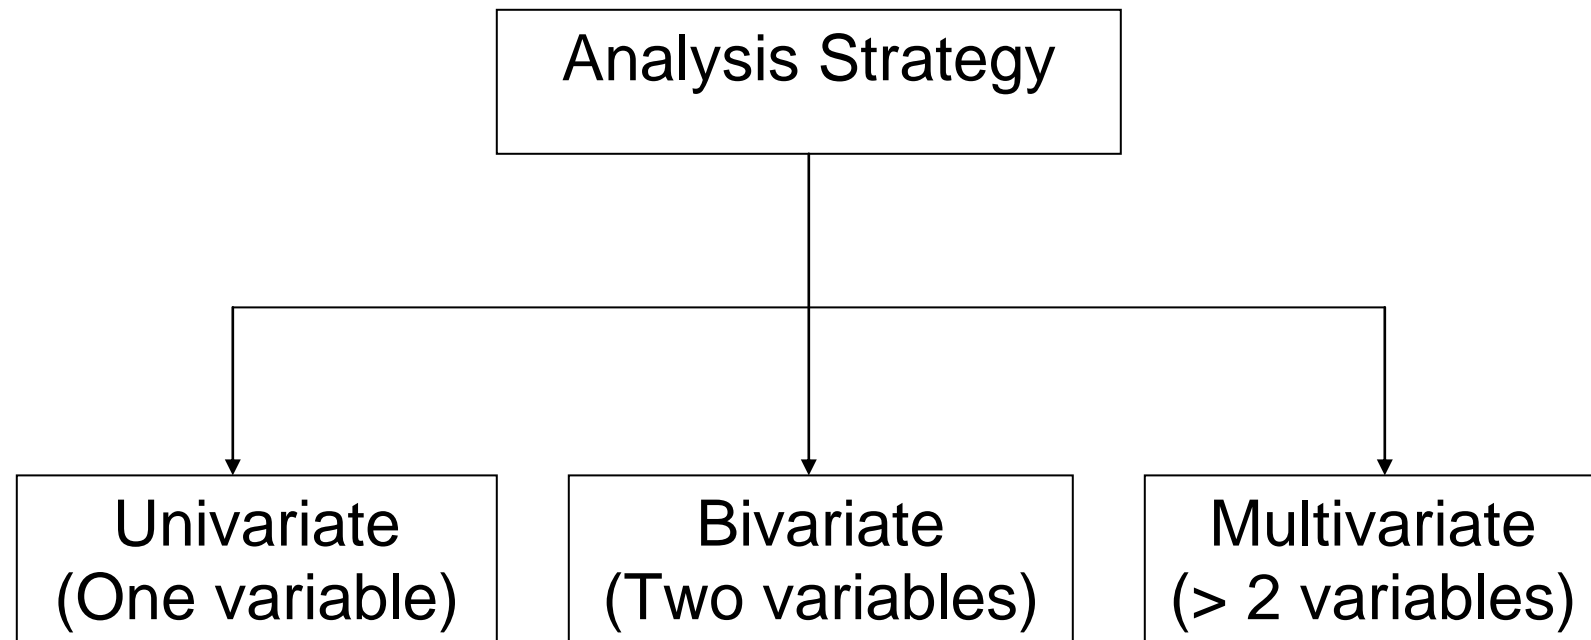 Analysis Strategy
Univariate
(One variable)
Bivariate
(Two variables)
Multivariate
(> 2 variables)